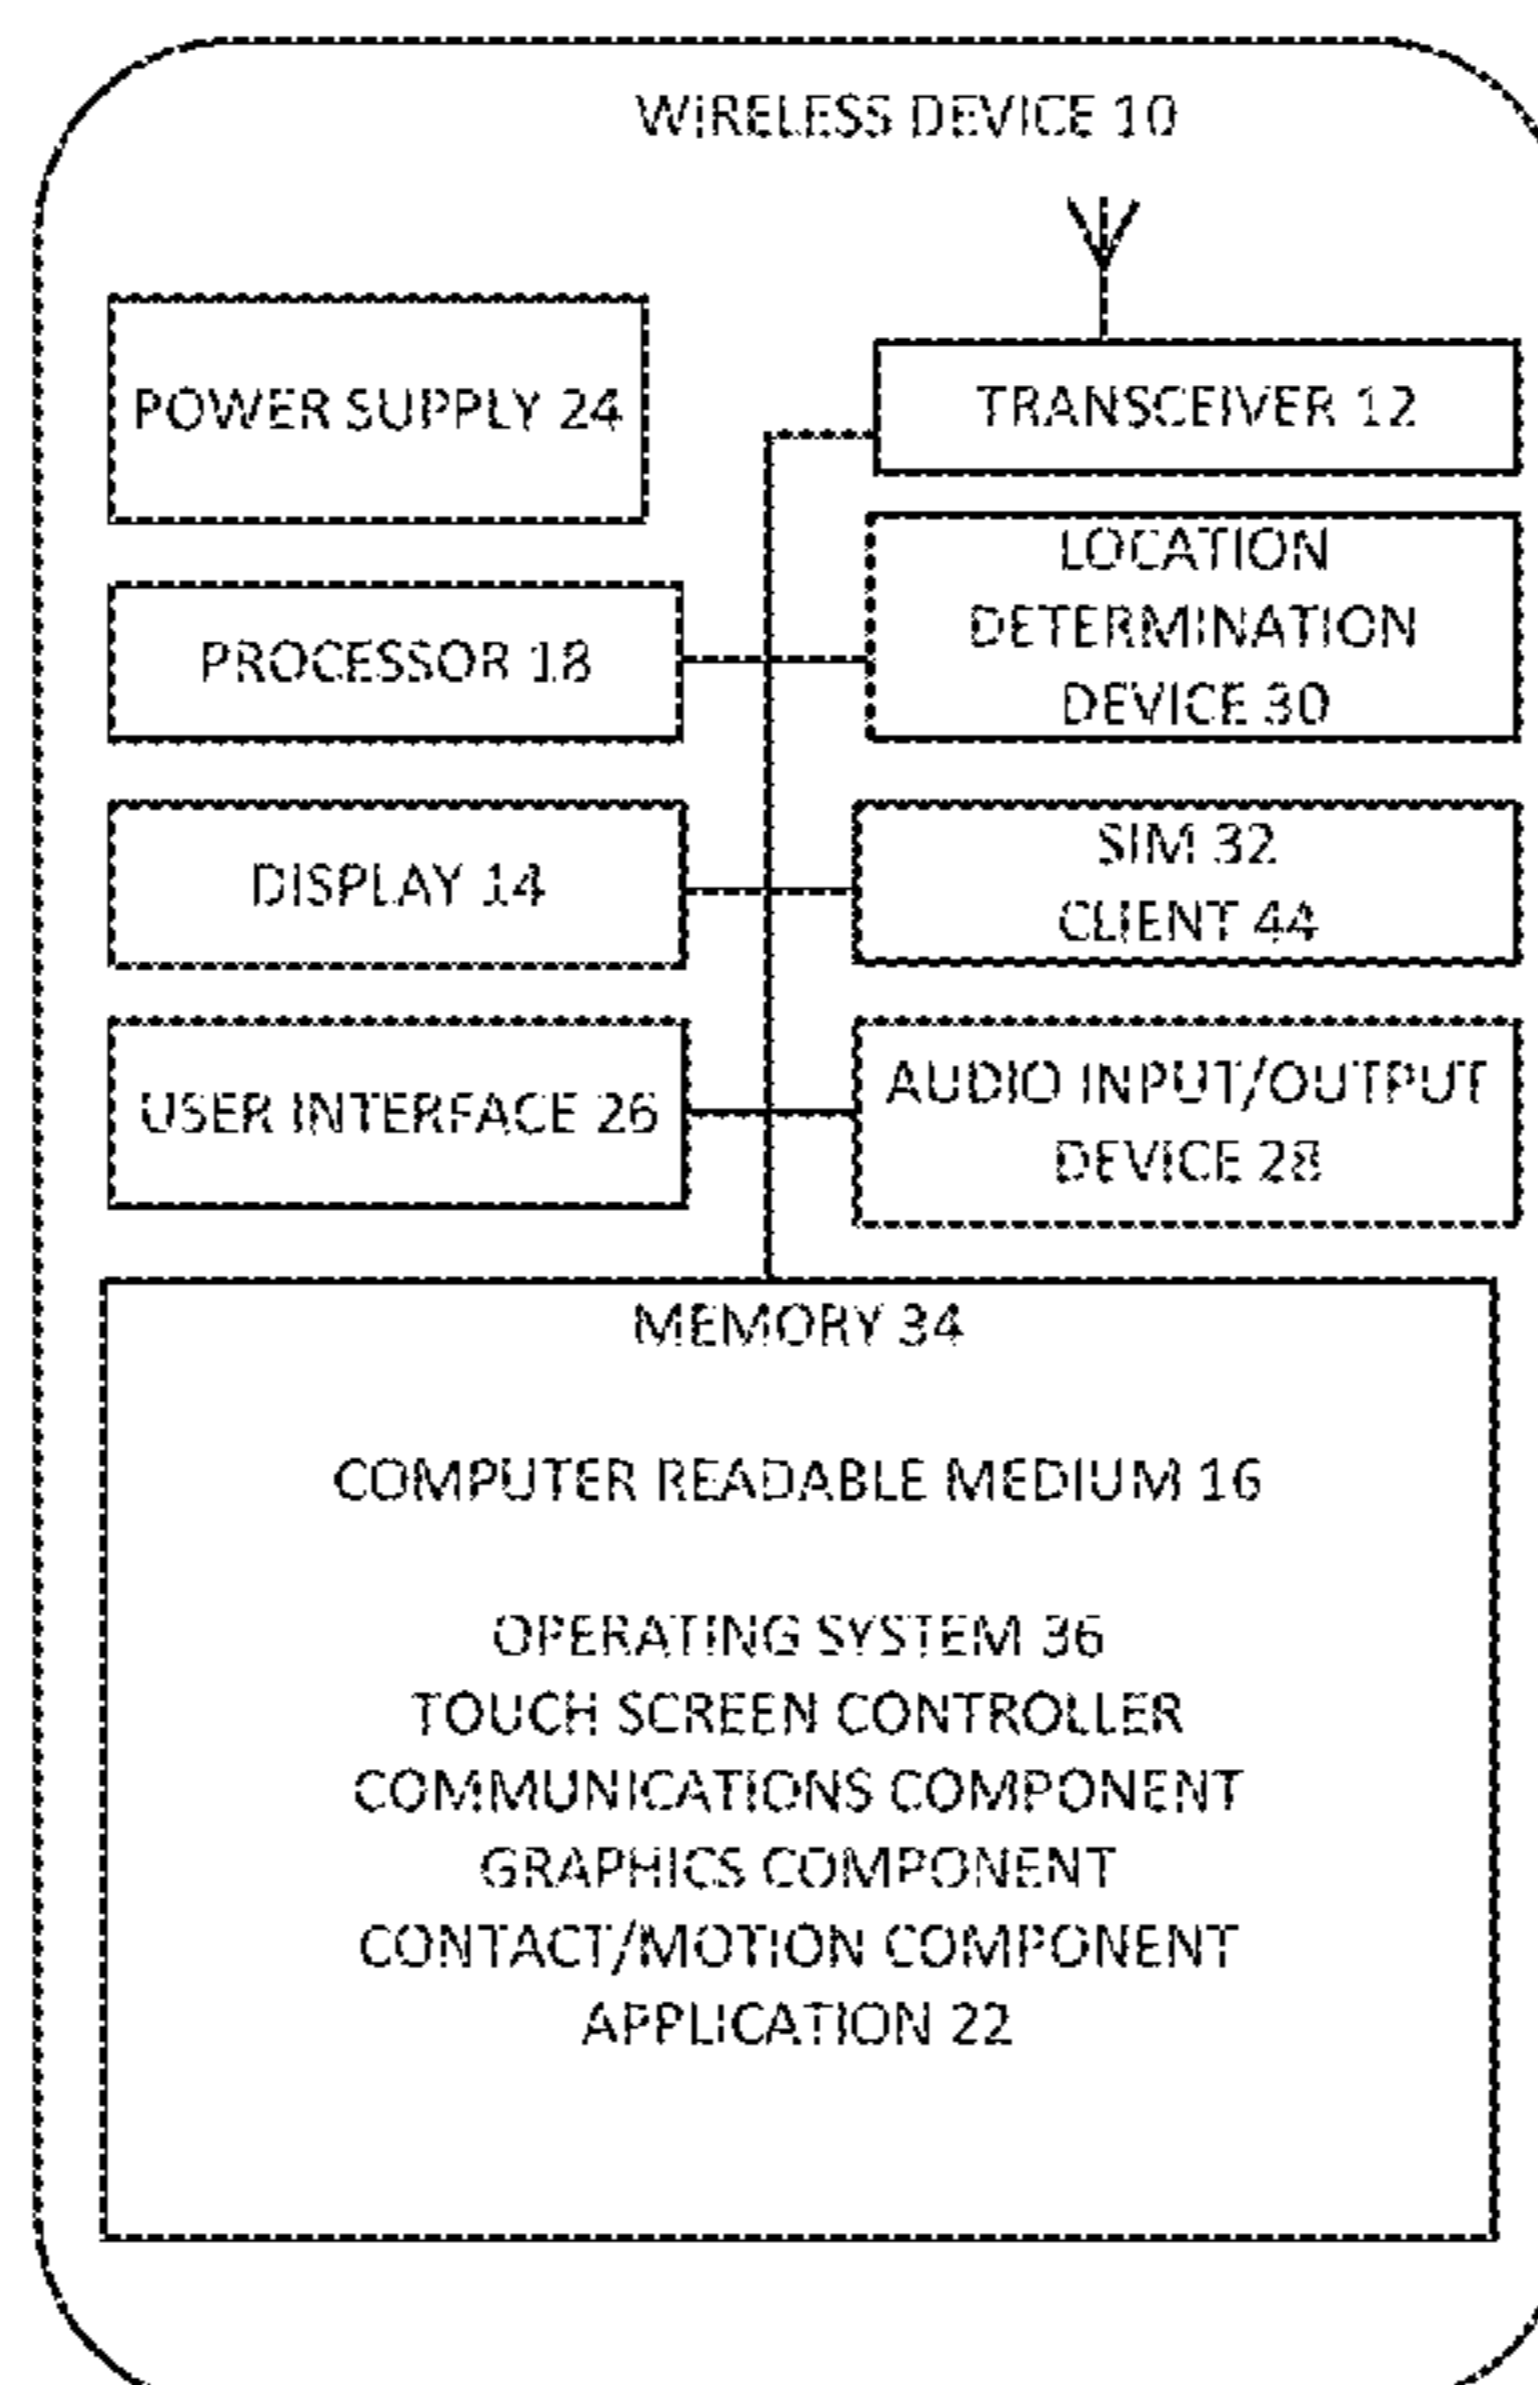 WIRELESS DEVICE 10
POWER SUPPLY 24
TRANSCEIVER 12
LOCATION
DETERMINATION
DEVICE 30
PROCESSOR 18
DISPLAY 14
SIM 32
CLIENT 44
USER INTERFACE 26
AUDIO INPUT/OUTPUT
DEVICE 28
MEMORY 34
COMPUTER READABLE MEDIUM 16
OPERATING SYSTEM 36
TOUCH SCREEN CONTROLLER
COMMUNICATIONS COMPONENT
GRAPHICS COMPONENT
CONTACT/MOTION COMPONENT
APPLICATION 22